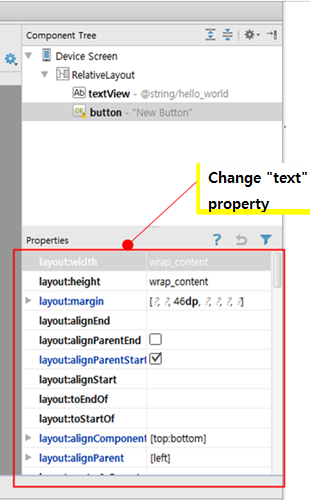 Component Tree
Device Screen
RelativeLayout
Ab textView - @string/hello_world
OK button - "New Button"
Change "text"
property
Properties ?
layout:width wrap_content
layout:height wrap_content
layout:margin [?, ?, 46dp, ?, ?, ?, ?]
layout:alignEnd
layout:alignParentEnd
layout:alignParentStart
layout:alignStart
layout:toEndOf
layout:toStartOf
layout:alignComponent [top:bottom]
layout:alignParent [left]